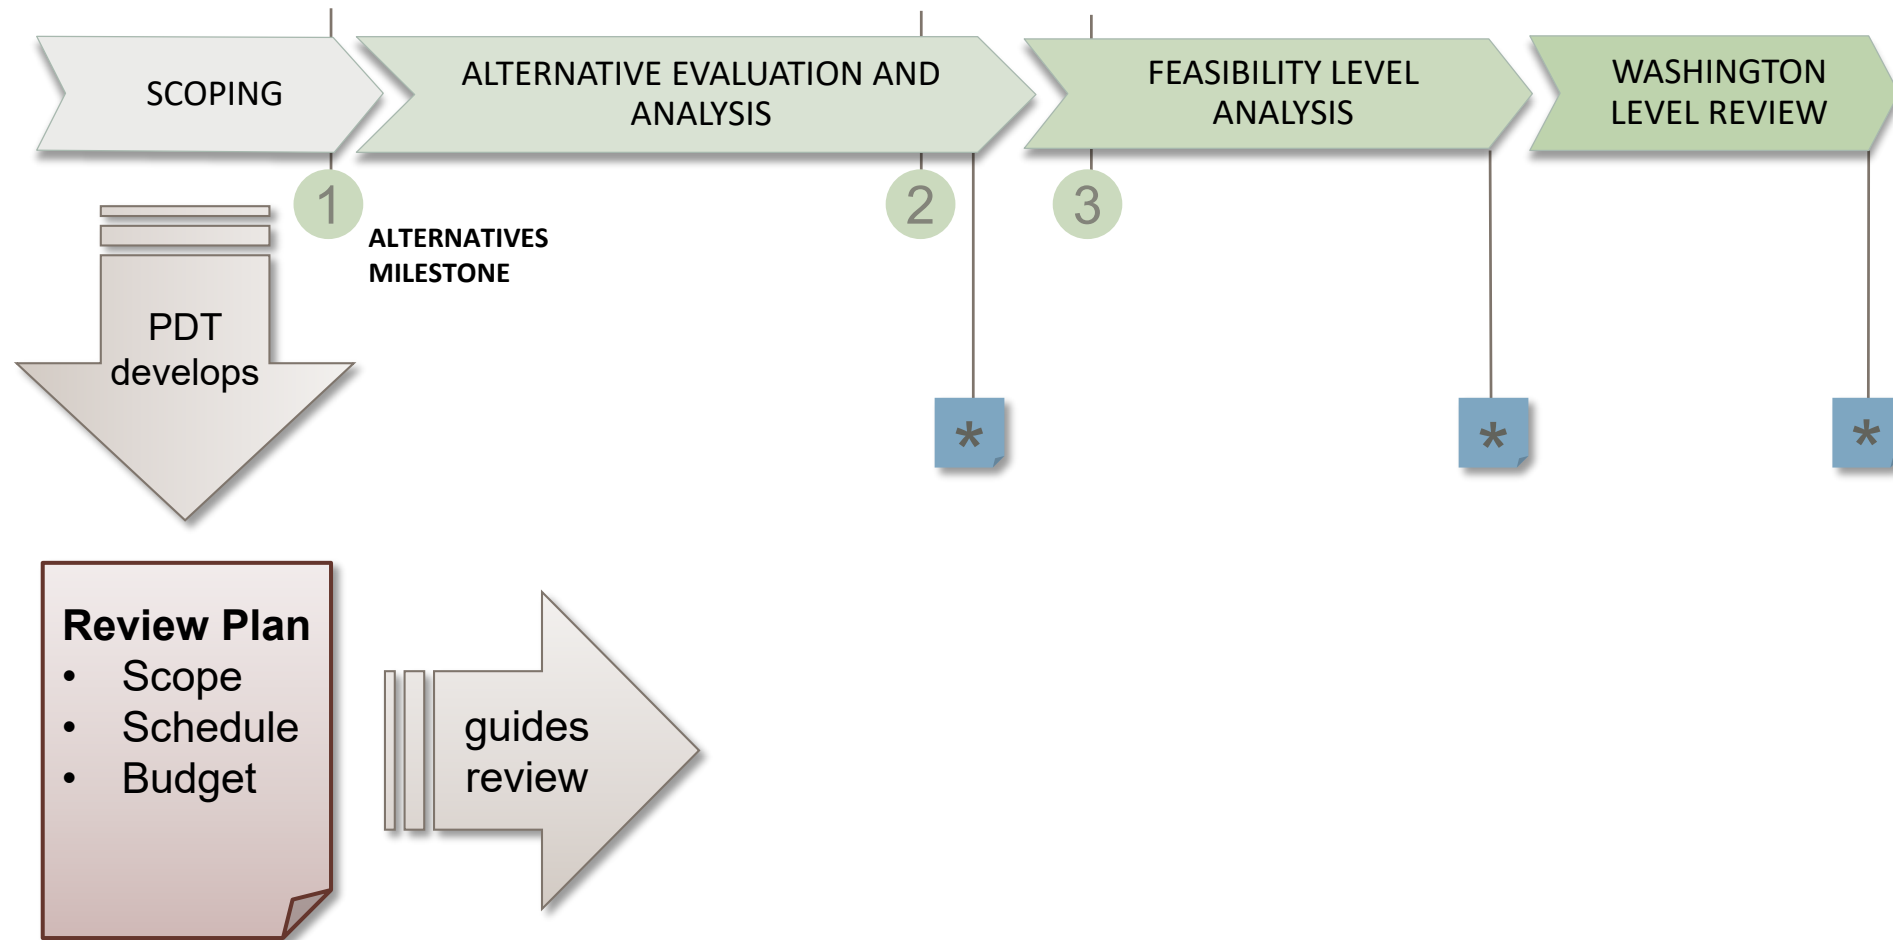 SCOPING
ALTERNATIVE EVALUATION AND
ANALYSIS
FEASIBILITY LEVEL
ANALYSIS
WASHINGTON
LEVEL REVIEW
1
2
3
ALTERNATIVES
MILESTONE
PDT
develops
*
*
*
Review Plan
• Scope
• Schedule
• Budget
guides
review